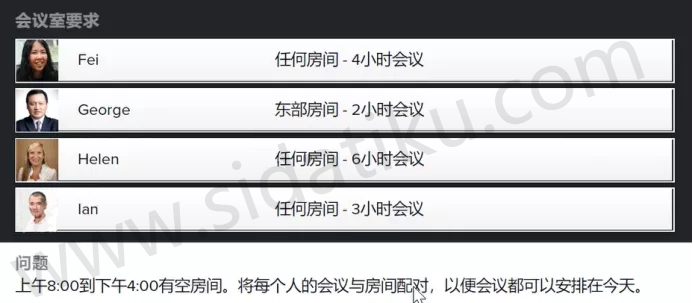 会议室要求
Fei 任何房间 - 4小时会议
George 东部房间 - 2小时会议
Helen 任何房间 - 6小时会议
Ian 任何房间 - 3小时会议
www.sidatiku.com
问题
上午8:00到下午4:00有空房间。将每个人的会议与房间配对，以便会议都可以安排在今天。